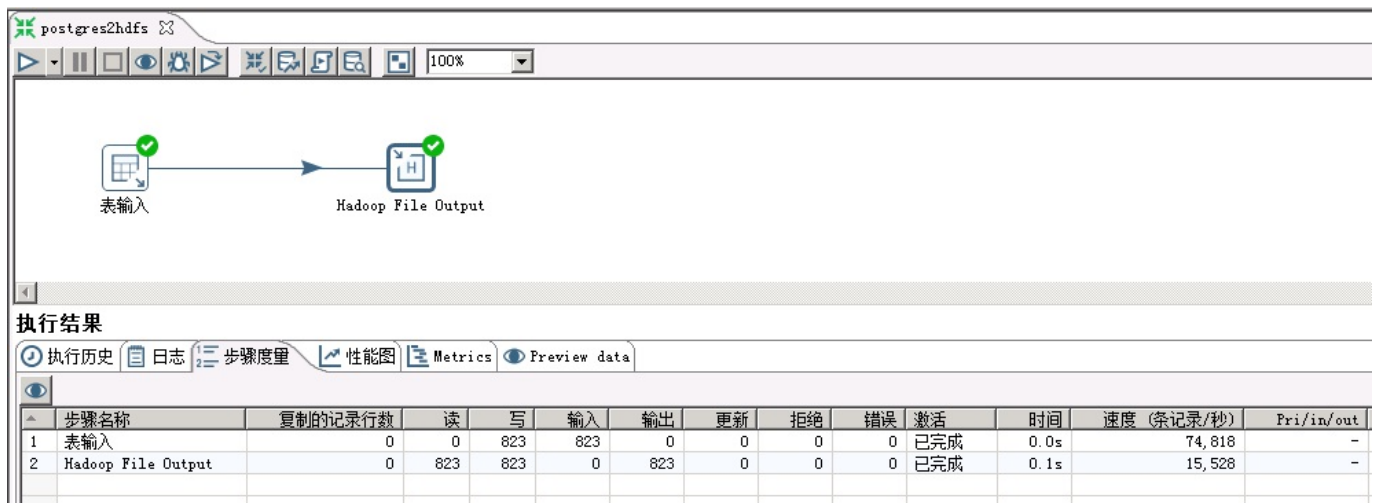 postgres2hdfs
100%
表输入
Hadoop File Output
执行结果
执行历史 日志 步骤度量 性能图 Metrics Preview data
步骤名称 复制的记录行数 读 写 输入 输出 更新 拒绝 错误 激活 时间 速度 (条记录/秒) Pri/in/out
1 表输入 0 0 823 823 0 0 0 0 已完成 0.0s 74,818 -
2 Hadoop File Output 0 823 823 0 823 0 0 0 已完成 0.1s 15,528 -